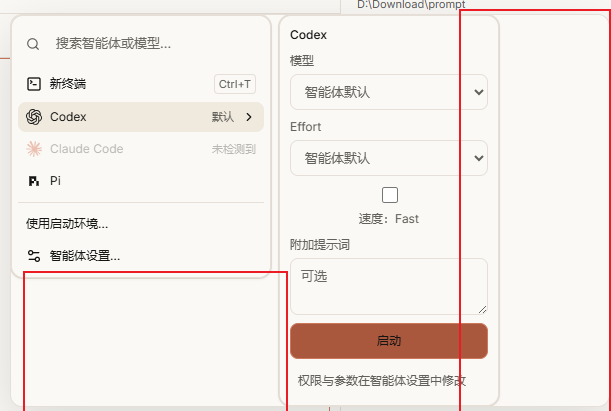 D:\Download\prompt
搜索智能体或模型...
新终端 Ctrl+T
Codex 默认
Claude Code 未检测到
Pi
使用启动环境...
智能体设置...
Codex
模型
智能体默认
Effort
智能体默认
速度：Fast
附加提示词
可选
启动
权限与参数在智能体设置中修改